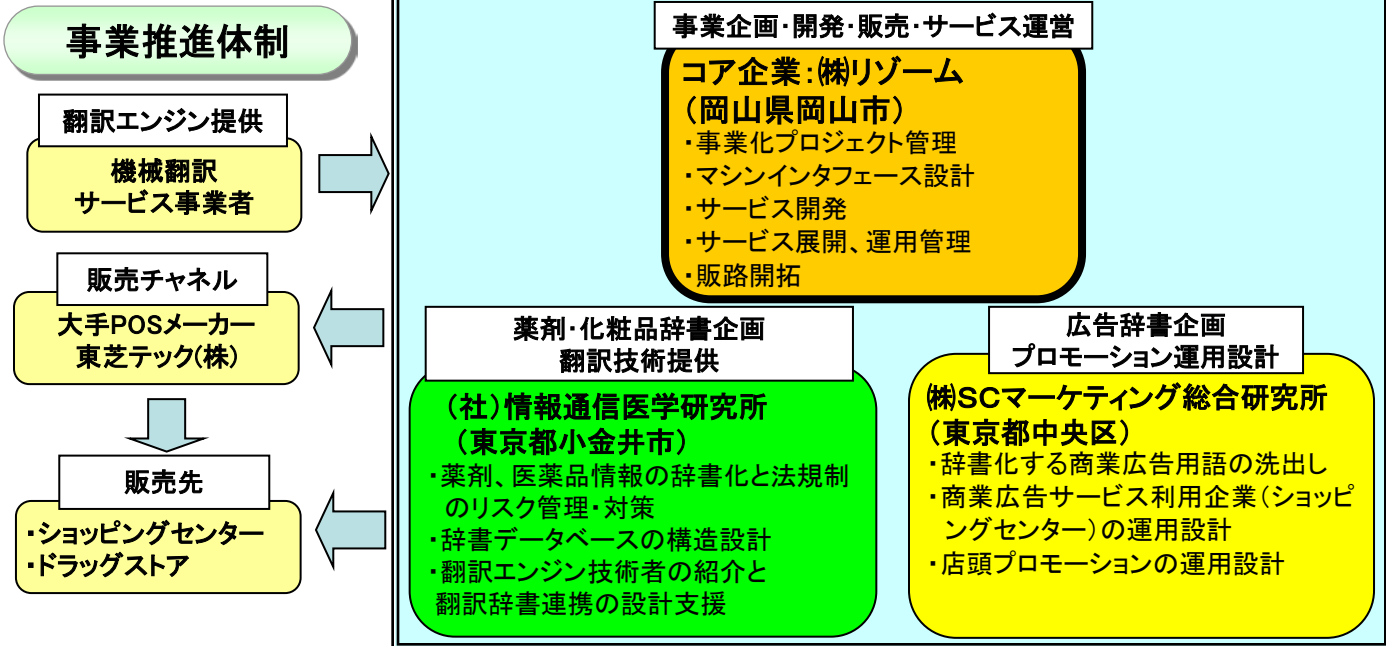 事業推進体制
翻訳エンジン提供
機械翻訳
サービス事業者
販売チャネル
大手POSメーカー
東芝テック(株)
販売先
・ショッピングセンター
・ドラッグストア
事業企画・開発・販売・サービス運営
コア企業：㈱リゾーム
（岡山県岡山市）
・事業化プロジェクト管理
・マシンインタフェース設計
・サービス開発
・サービス展開、運用管理
・販路開拓
薬剤・化粧品辞書企画
翻訳技術提供
（社）情報通信医学研究所
（東京都小金井市）
・薬剤、医薬品情報の辞書化と法規制
のリスク管理・対策
・辞書データベースの構造設計
・翻訳エンジン技術者の紹介と
翻訳辞書連携の設計支援
広告辞書企画
プロモーション運用設計
㈱SCマーケティング総合研究所
（東京都中央区）
・辞書化する商業広告用語の洗出し
・商業広告サービス利用企業（ショッピ
ングセンター）の運用設計
・店頭プロモーションの運用設計